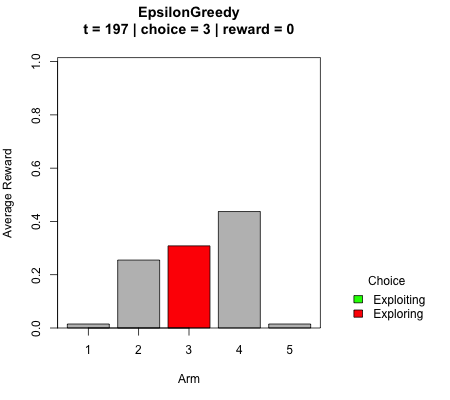 EpsilonGreedy
t = 197 | choice = 3 | reward = 0
1.0
0.8
0.6
0.4
0.2
0.0
Average Reward
1 2 3 4 5
Arm
Choice
Exploiting
Exploring